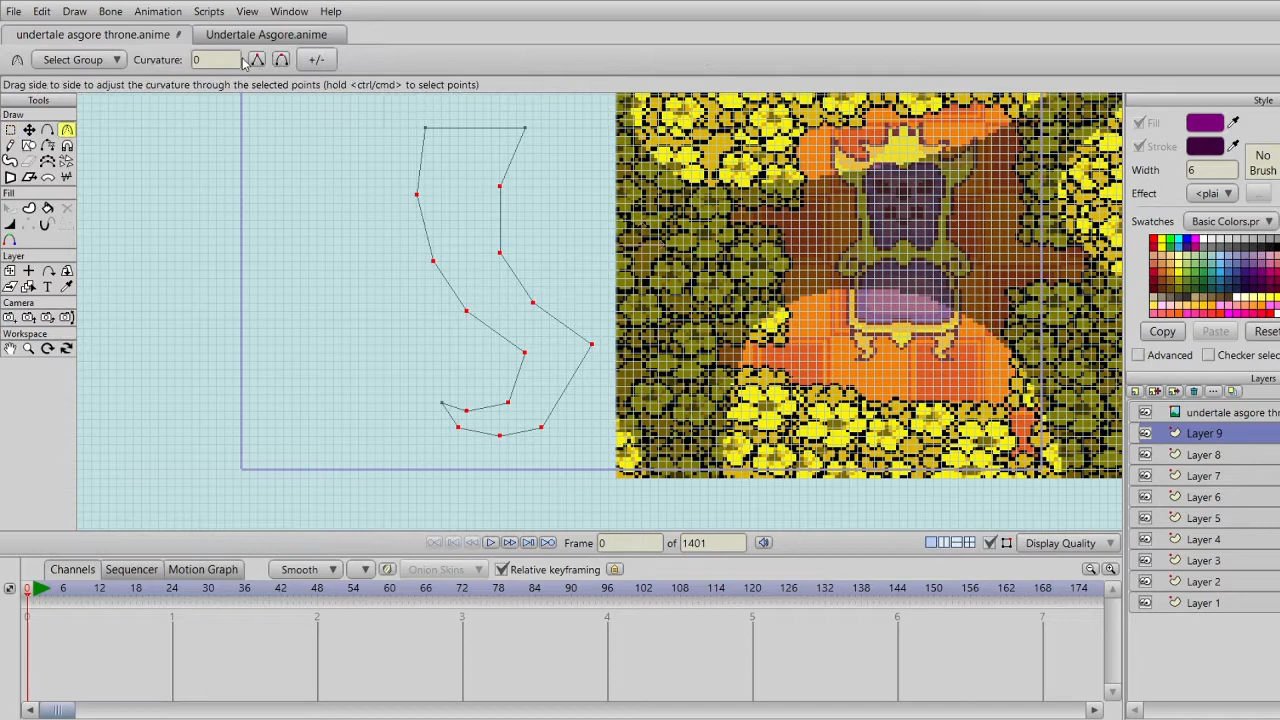 File Edit Draw Bone Animation Scripts View Window Help
undertale asgore throne.anime Undertale Asgore.anime
Select Group Curvature: 0 +/-
Drag side to side to adjust the curvature through the selected points (hold <ctrl/cmd> to select points)
Tools
Draw
Fill
Layer
Camera
Workspace
Style
Fill
Stroke
No Brush
Width 6
Effect <plai
Swatches Basic Colors.pr
Copy Paste Reset
Advanced Checker selec
Layers
undertale asgore thr
Layer 9
Layer 8
Layer 7
Layer 6
Layer 5
Layer 4
Layer 3
Layer 2
Layer 1
Frame 0 of 1401 Display Quality
Channels Sequencer Motion Graph Smooth Onion Skins Relative keyframing
0 6 12 18 24 30 36 42 48 54 60 66 72 78 84 90 96 102 108 114 120 126 132 138 144 150 156 162 168 174
0 1 2 3 4 5 6 7